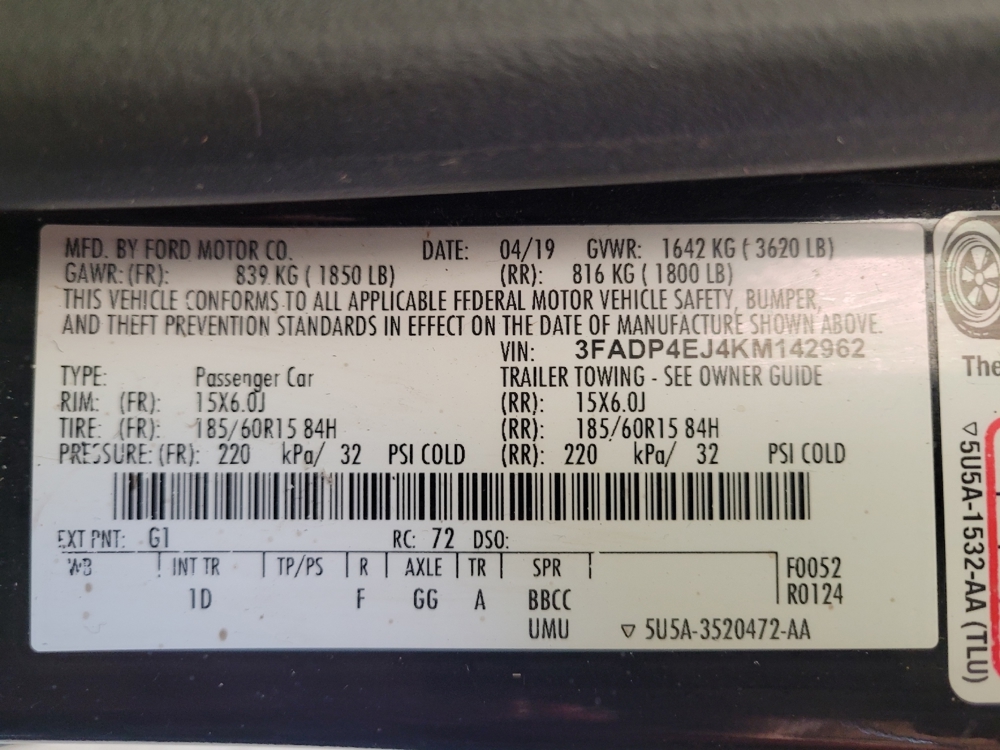 MFD. BY FORD MOTOR CO. DATE: 04/19 GVWR: 1642 KG ( 3620 LB)
GAWR: (FR): 839 KG ( 1850 LB) (RR): 816 KG ( 1800 LB)
THIS VEHICLE CONFORMS TO ALL APPLICABLE FEDERAL MOTOR VEHICLE SAFETY, BUMPER,
AND THEFT PREVENTION STANDARDS IN EFFECT ON THE DATE OF MANUFACTURE SHOWN ABOVE.
VIN: 3FADP4EJ4KM142962
TYPE: Passenger Car TRAILER TOWING - SEE OWNER GUIDE
RIM: (FR): 15X6.0J (RR): 15X6.0J
TIRE: (FR): 185/60R15 84H (RR): 185/60R15 84H
PRESSURE: (FR): 220 kPa/ 32 PSI COLD (RR): 220 kPa/ 32 PSI COLD
EXT PNT: G1 RC: 72 DSO:
WB INT TR TP/PS R AXLE TR SPR F0052
1D F GG A BBCC R0124
UMU ▽ 5U5A-3520472-AA
The
▽5U5A-1532-AA (TLU)